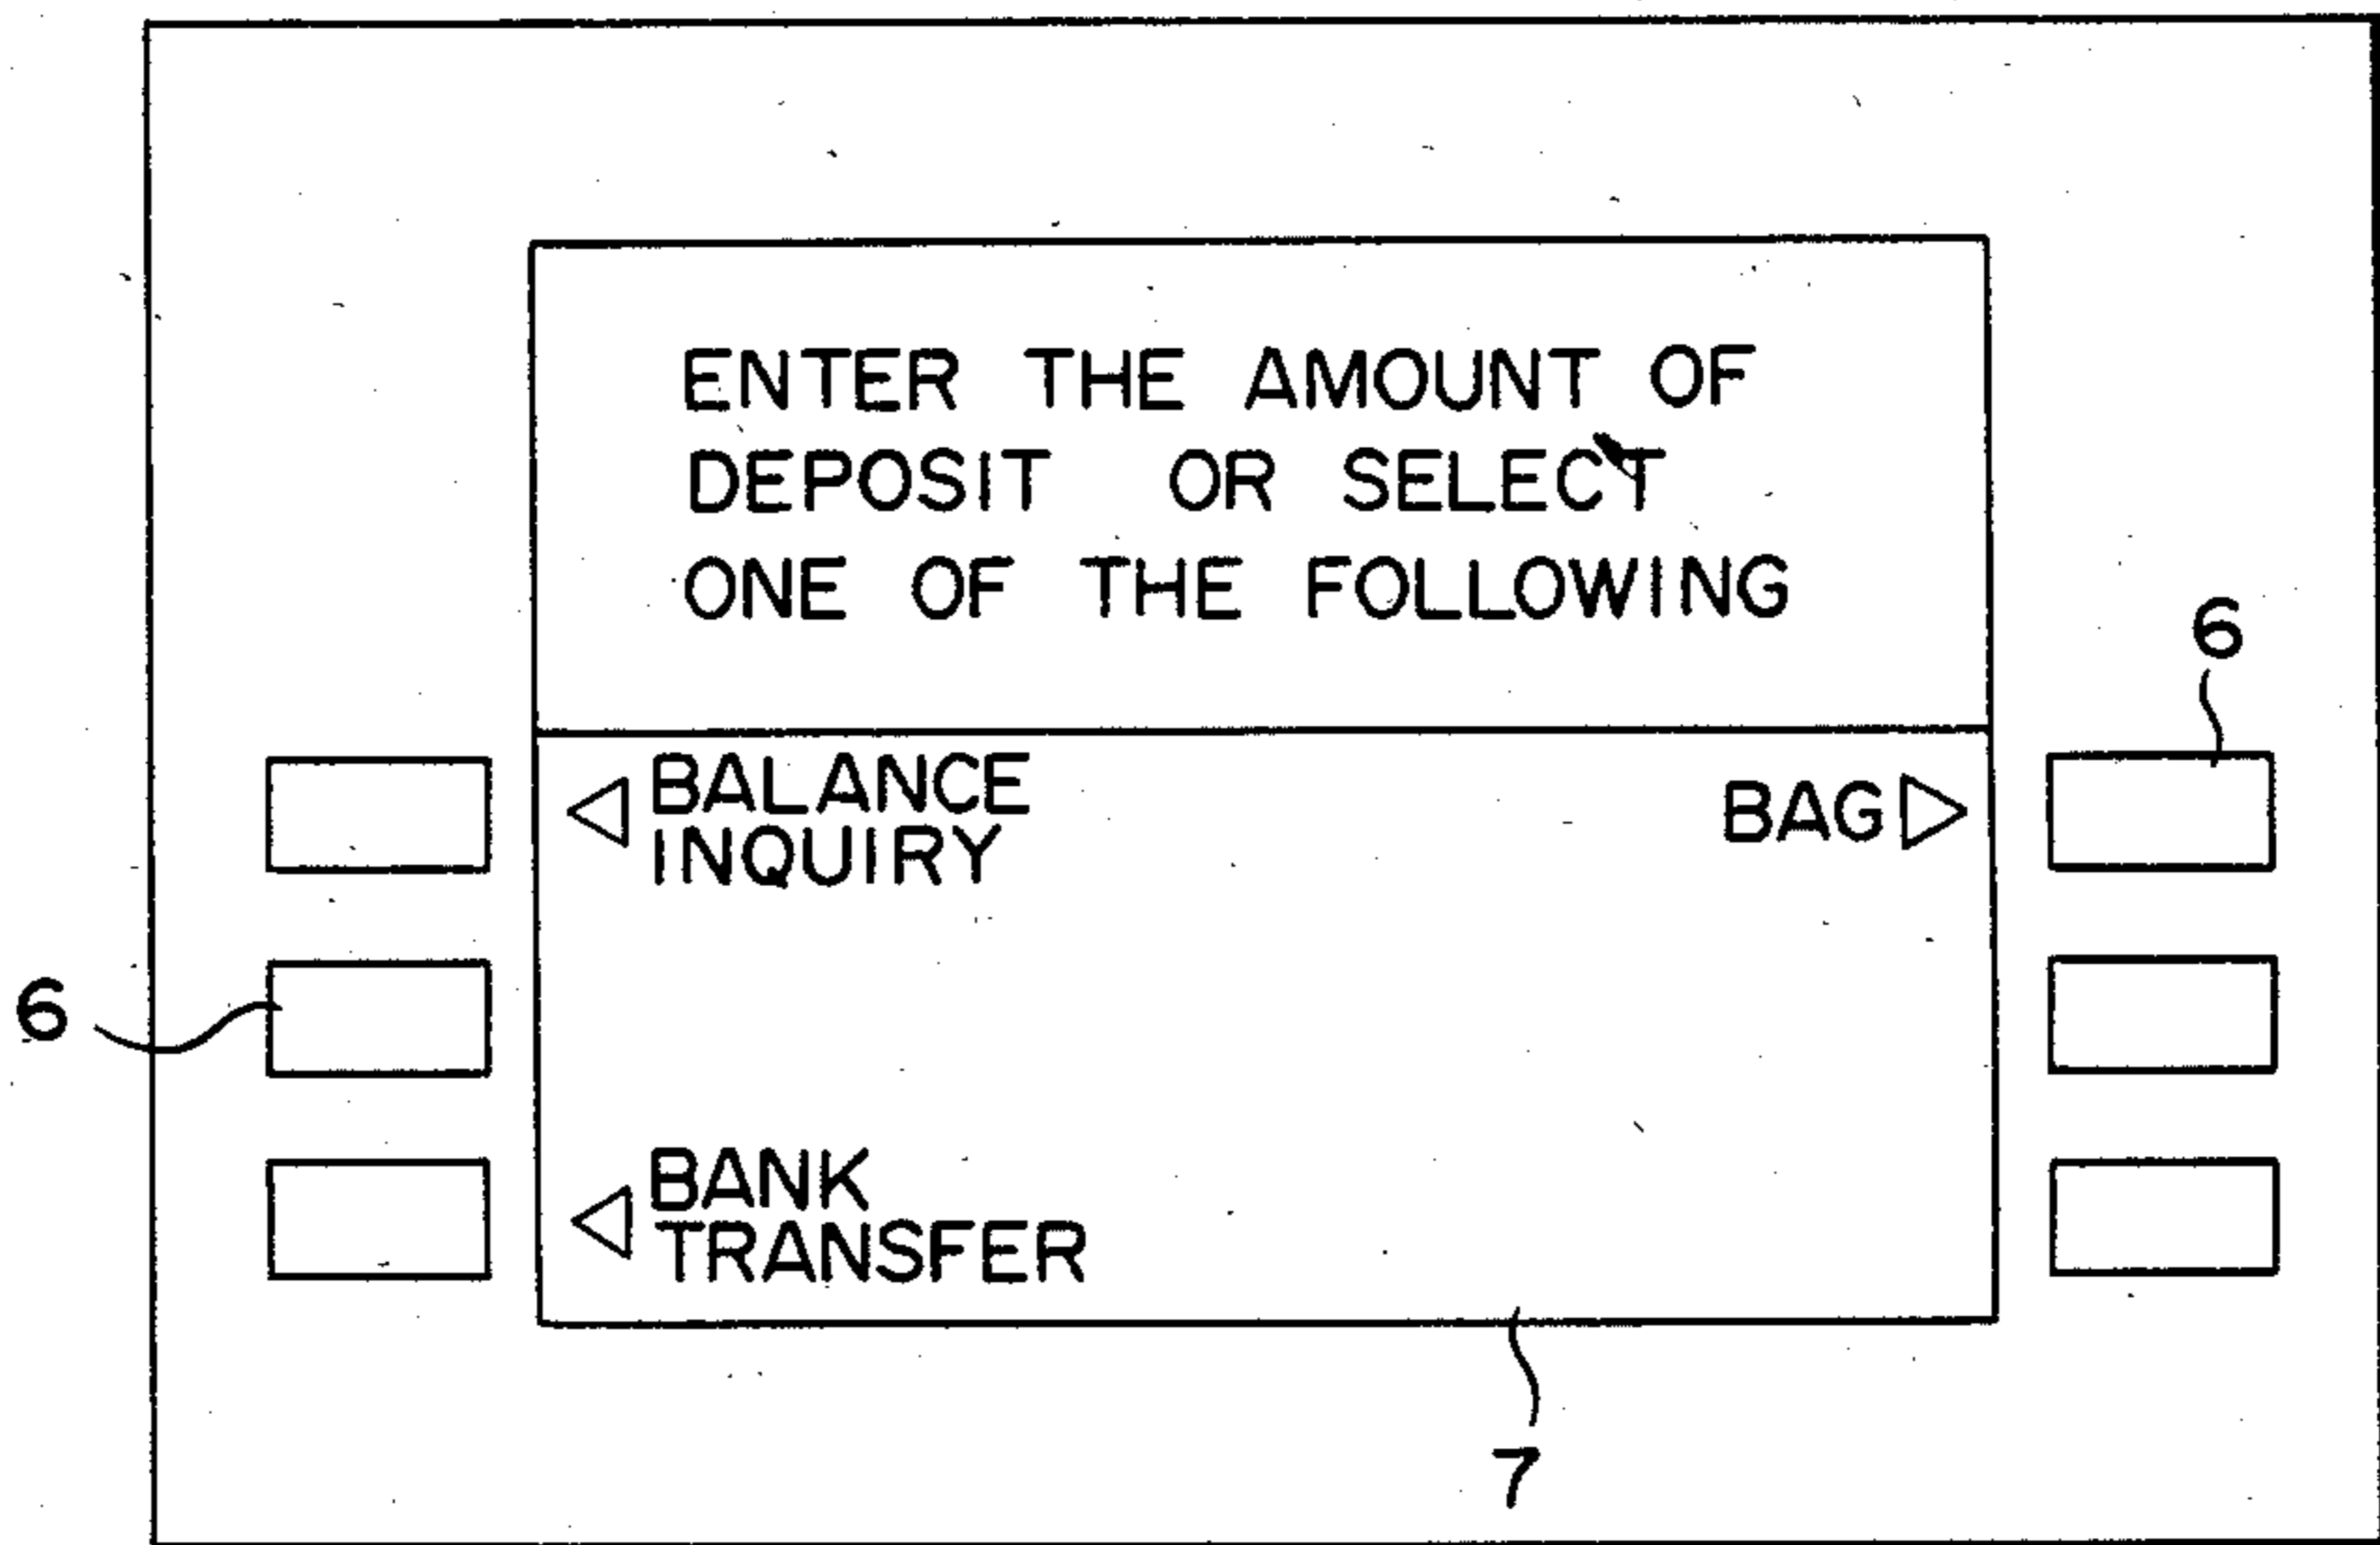 ENTER THE AMOUNT OF
DEPOSIT OR SELECT
ONE OF THE FOLLOWING
6
BALANCE
INQUIRY
BAG
6
BANK
TRANSFER
7